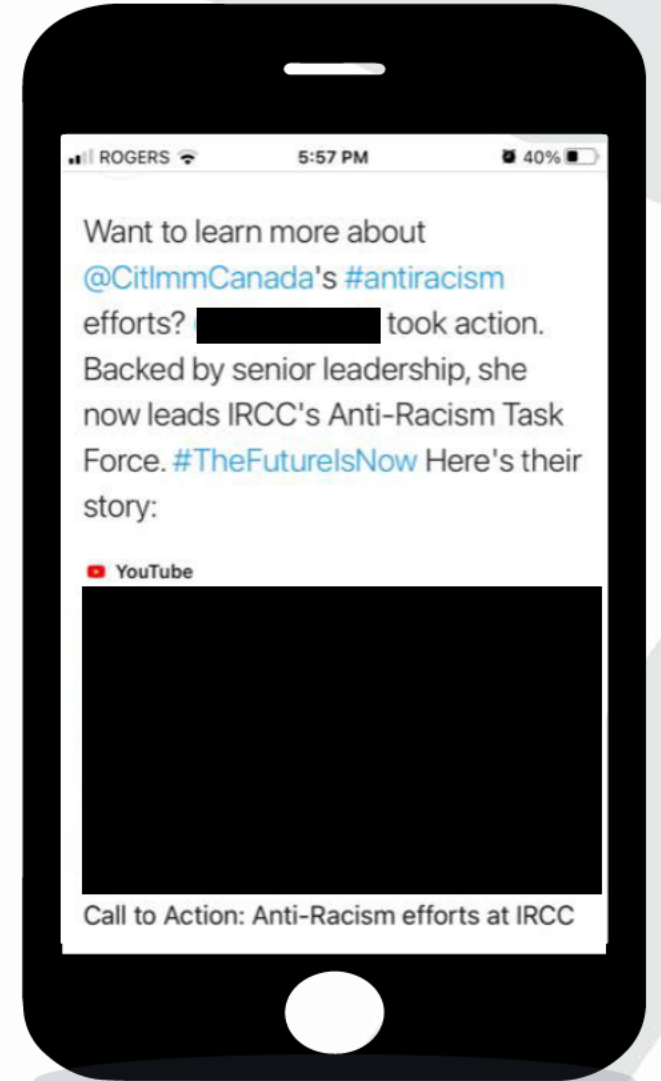 ROGERS 5:57 PM 40%
Want to learn more about
@CitImmCanada's #antiracism
efforts? took action.
Backed by senior leadership, she
now leads IRCC's Anti-Racism Task
Force. #TheFutureIsNow Here's their
story:
YouTube
Call to Action: Anti-Racism efforts at IRCC